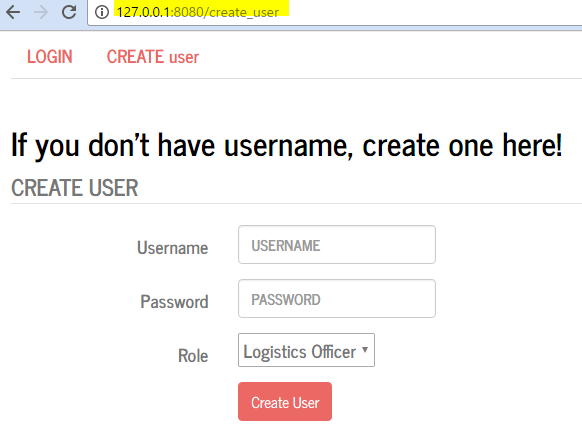 127.0.0.1:8080/create_user
LOGIN CREATE user
If you don't have username, create one here!
CREATE USER
Username USERNAME
Password PASSWORD
Role Logistics Officer
Create User